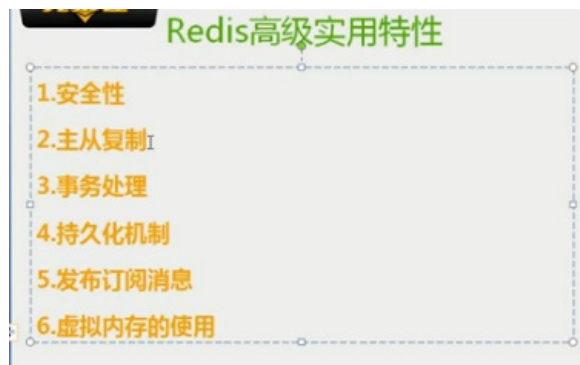 Redis高级实用特性
1.安全性
2.主从复制
3.事务处理
4.持久化机制
5.发布订阅消息
6.虚拟内存的使用